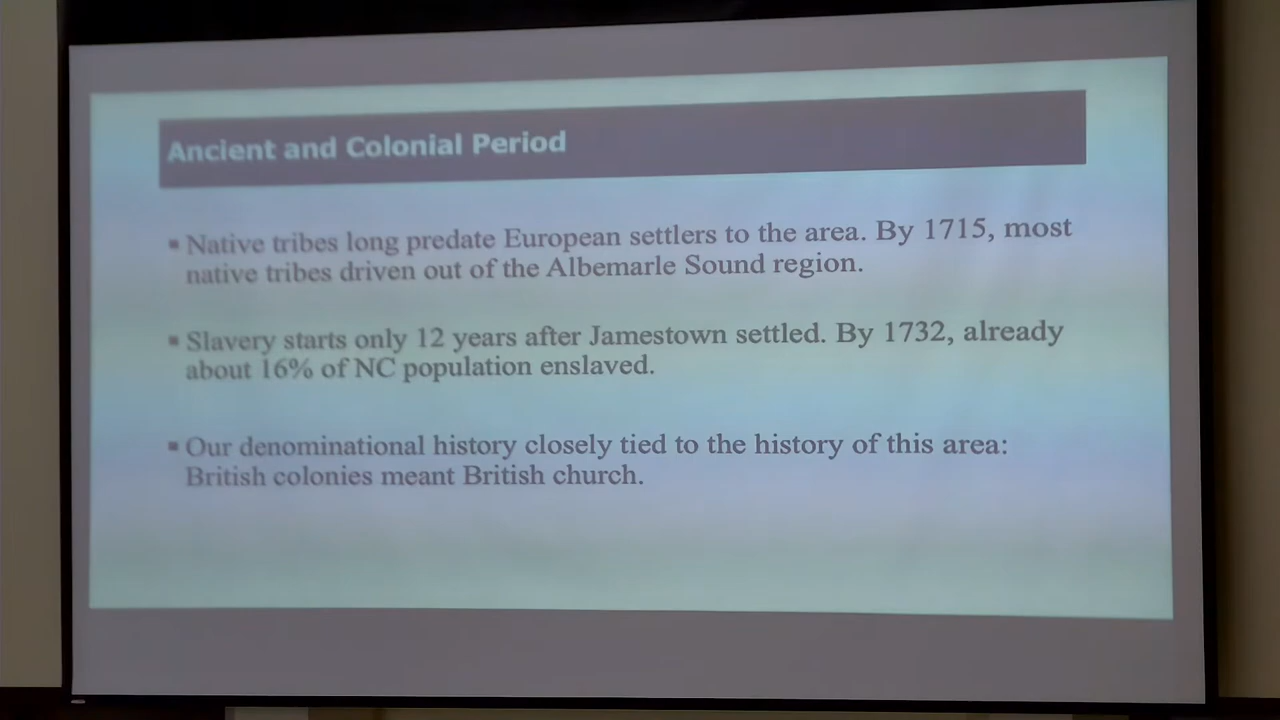 Ancient and Colonial Period
▪ Native tribes long predate European settlers to the area. By 1715, most
native tribes driven out of the Albemarle Sound region.
▪ Slavery starts only 12 years after Jamestown settled. By 1732, already
about 16% of NC population enslaved.
▪ Our denominational history closely tied to the history of this area:
British colonies meant British church.